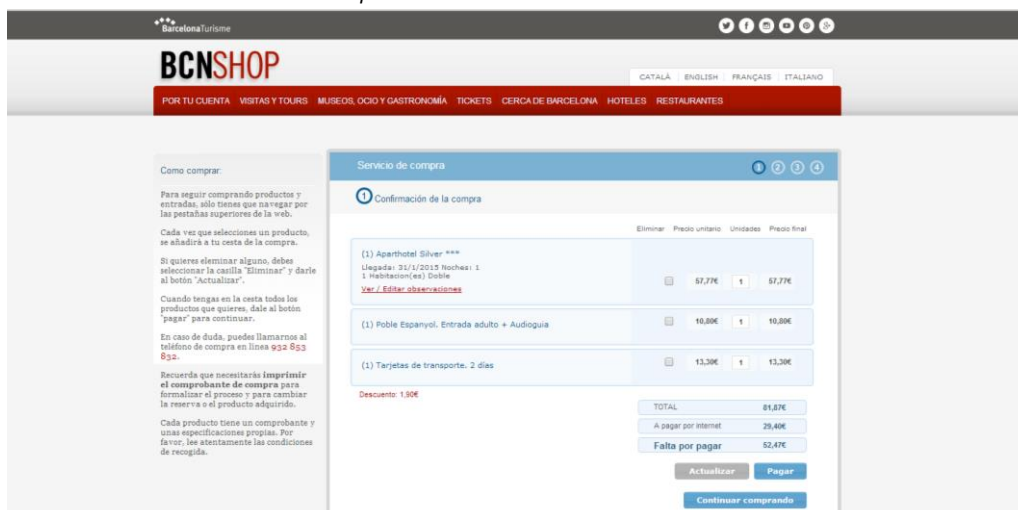 BarcelonaTurisme
BCNSHOP
CATALÀ ENGLISH FRANÇAIS ITALIANO
POR TU CUENTA VISITAS Y TOURS MUSEOS, OCIO Y GASTRONOMÍA TICKETS CERCA DE BARCELONA HOTELES RESTAURANTES
Como comprar:
Para seguir comprando productos y
entradas, sólo tienes que navegar por
las pestañas superiores de la web.
Cada vez que selecciones un producto,
se añadirá a tu cesta de la compra.
Si quieres eleminar alguno, debes
seleccionar la casilla "Eliminar" y darle
al botón "Actualizar".
Cuando tengas en la cesta todos los
productos que quieres, dale al botón
"pagar" para continuar.
En caso de duda, puedes llamarnos al
teléfono de compra en línea 932 853
832.
Recuerda que necesitarás imprimir
el comprobante de compra para
formalizar el proceso y para cambiar
la reserva o el producto adquirido.
Cada producto tiene un comprobante y
unas especificaciones propias. Por
favor, lee atentamente las condiciones
de recogida.
Servicio de compra 1 2 3 4
1 Confirmación de la compra
Eliminar Precio unitario Unidades Precio final
(1) Aparthotel Silver ***
Llegada: 31/1/2015 Noches: 1
1 Habitacion(es) Doble
57,77€ 1 57,77€
Ver / Editar observaciones
(1) Poble Espanyol. Entrada adulto + Audioguia 10,80€ 1 10,80€
(1) Tarjetas de transporte. 2 días 13,30€ 1 13,30€
Descuento: 1,90€
TOTAL 81,87€
A pagar por internet 29,40€
Falta por pagar 52,47€
Actualizar Pagar
Continuar comprando